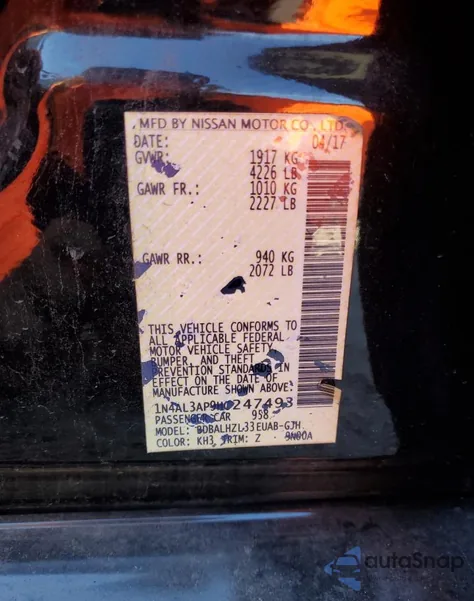 MFD BY NISSAN MOTOR CO., LTD.
DATE: 04/17
GVWR: 1917 KG
4226 LB
GAWR FR.: 1010 KG
2227 LB
GAWR RR.: 940 KG
2072 LB
THIS VEHICLE CONFORMS TO
ALL APPLICABLE FEDERAL
MOTOR VEHICLE SAFETY,
BUMPER, AND THEFT
PREVENTION STANDARDS IN
EFFECT ON THE DATE OF
MANUFACTURE SHOWN ABOVE.
1N4AL3AP9HC247493
PASSENGER CAR 958
MODEL: BDBALHZL33EUAB-GJH
COLOR: KH3 TRIM: Z
autoSnap